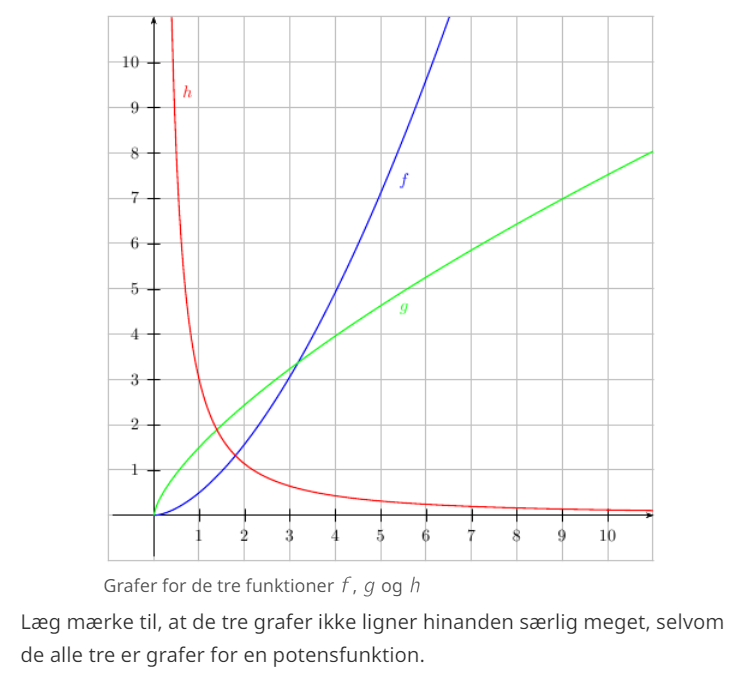 10
h
9
8
7
f
6
5
g
4
3
2
1
1 2 3 4 5 6 7 8 9 10
Grafer for de tre funktioner f, g og h
Læg mærke til, at de tre grafer ikke ligner hinanden særlig meget, selvom
de alle tre er grafer for en potensfunktion.